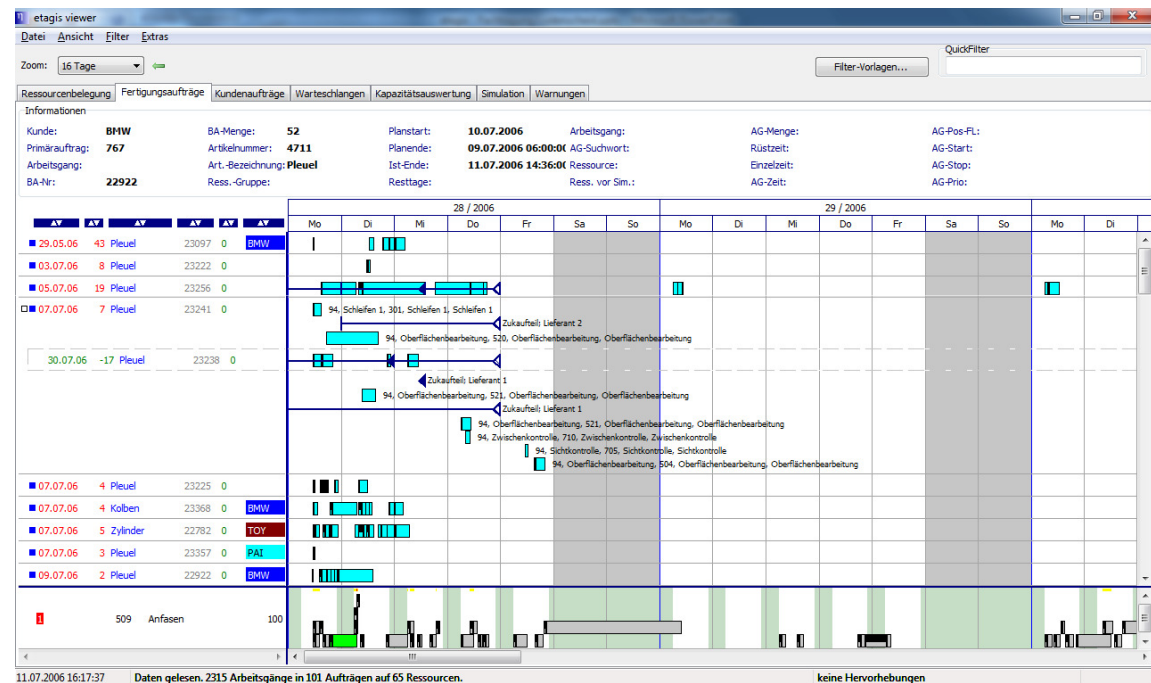 etagis viewer
Datei Ansicht Filter Extras
Zoom: 16 Tage Filter-Vorlagen... QuickFilter
Ressourcenbelegung Fertigungsaufträge Kundenaufträge Warteschlangen Kapazitätsauswertung Simulation Warnungen
Informationen
Kunde: BMW BA-Menge: 52 Planstart: 10.07.2006 Arbeitsgang: AG-Menge: AG-Pos-FL:
Primärauftrag: 767 Artikelnummer: 4711 Planende: 09.07.2006 06:00:0( AG-Suchwort: Rüstzeit: AG-Start:
Arbeitsgang: Art.-Bezeichnung: Pleuel Ist-Ende: 11.07.2006 14:36:0( Ressource: Einzelzeit: AG-Stop:
BA-Nr: 22922 Ress.-Gruppe: Resttage: Ress. vor Sim.: AG-Zeit: AG-Prio:
28 / 2006 29 / 2006
Mo Di Mi Do Fr Sa So Mo Di Mi Do Fr Sa So Mo Di
29.05.06 43 Pleuel 23097 0 BMW
03.07.06 8 Pleuel 23222 0
05.07.06 19 Pleuel 23256 0
07.07.06 7 Pleuel 23241 0 94, Schleifen 1, 301, Schleifen 1, Schleifen 1
Zukaufteil; Lieferant 2
94, Oberflächenbearbeitung, 520, Oberflächenbearbeitung, Oberflächenbearbeitung
30.07.06 -17 Pleuel 23238 0
Zukaufteil; Lieferant 1
94, Oberflächenbearbeitung, 521, Oberflächenbearbeitung, Oberflächenbearbeitung
Zukaufteil; Lieferant 1
94, Oberflächenbearbeitung, 521, Oberflächenbearbeitung, Oberflächenbearbeitung
94, Zwischenkontrolle, 710, Zwischenkontrolle, Zwischenkontrolle
94, Sichtkontrolle, 705, Sichtkontrolle, Sichtkontrolle
94, Oberflächenbearbeitung, 504, Oberflächenbearbeitung, Oberflächenbearbeitung
07.07.06 4 Pleuel 23225 0
07.07.06 4 Kolben 23368 0 BMW
07.07.06 5 Zylinder 22782 0 TOY
07.07.06 3 Pleuel 23357 0 PAI
09.07.06 2 Pleuel 22922 0 BMW
1 509 Anfasen 100
11.07.2006 16:17:37 Daten gelesen. 2315 Arbeitsgänge in 101 Aufträgen auf 65 Ressourcen. keine Hervorhebungen